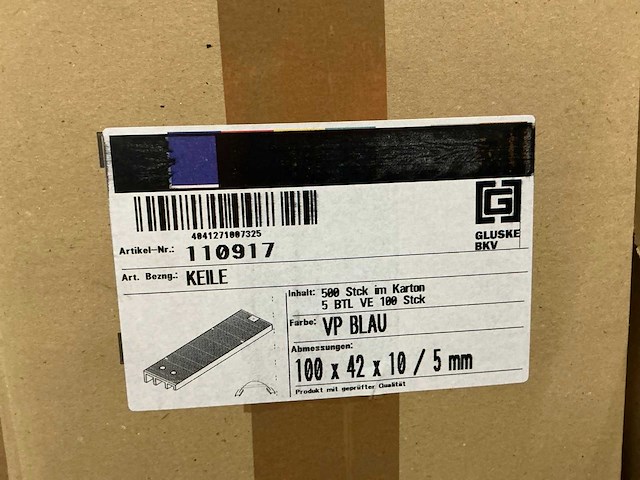 4041271007325
GLUSKE
BKV
Artikel-Nr.: 110917
Art. Bezng.: KEILE
Inhalt: 500 Stck im Karton
5 BTL VE 100 Stck
Farbe: VP BLAU
Abmessungen:
100 x 42 x 10 / 5 mm
Produkt mit geprüfter Qualität